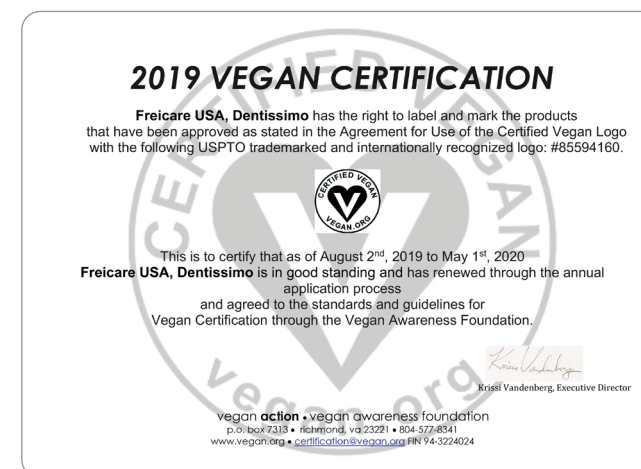 2019 VEGAN CERTIFICATION
Freicare USA, Dentissimo has the right to label and mark the products
that have been approved as stated in the Agreement for Use of the Certified Vegan Logo
with the following USPTO trademarked and internationally recognized logo: #85594160.
CERTIFIED VEGAN
V
VEGAN.ORG
This is to certify that as of August 2nd, 2019 to May 1st, 2020
Freicare USA, Dentissimo is in good standing and has renewed through the annual
application process
and agreed to the standards and guidelines for
Vegan Certification through the Vegan Awareness Foundation.
Krissi Vandenberg
Krissi Vandenberg, Executive Director
vegan action • vegan awareness foundation
p.o. box 7313 • richmond, va 23221 • 804-577-8341
www.vegan.org • certification@vegan.org FIN 94-3224024
CERTIFIED VEGAN
V
vegan.org